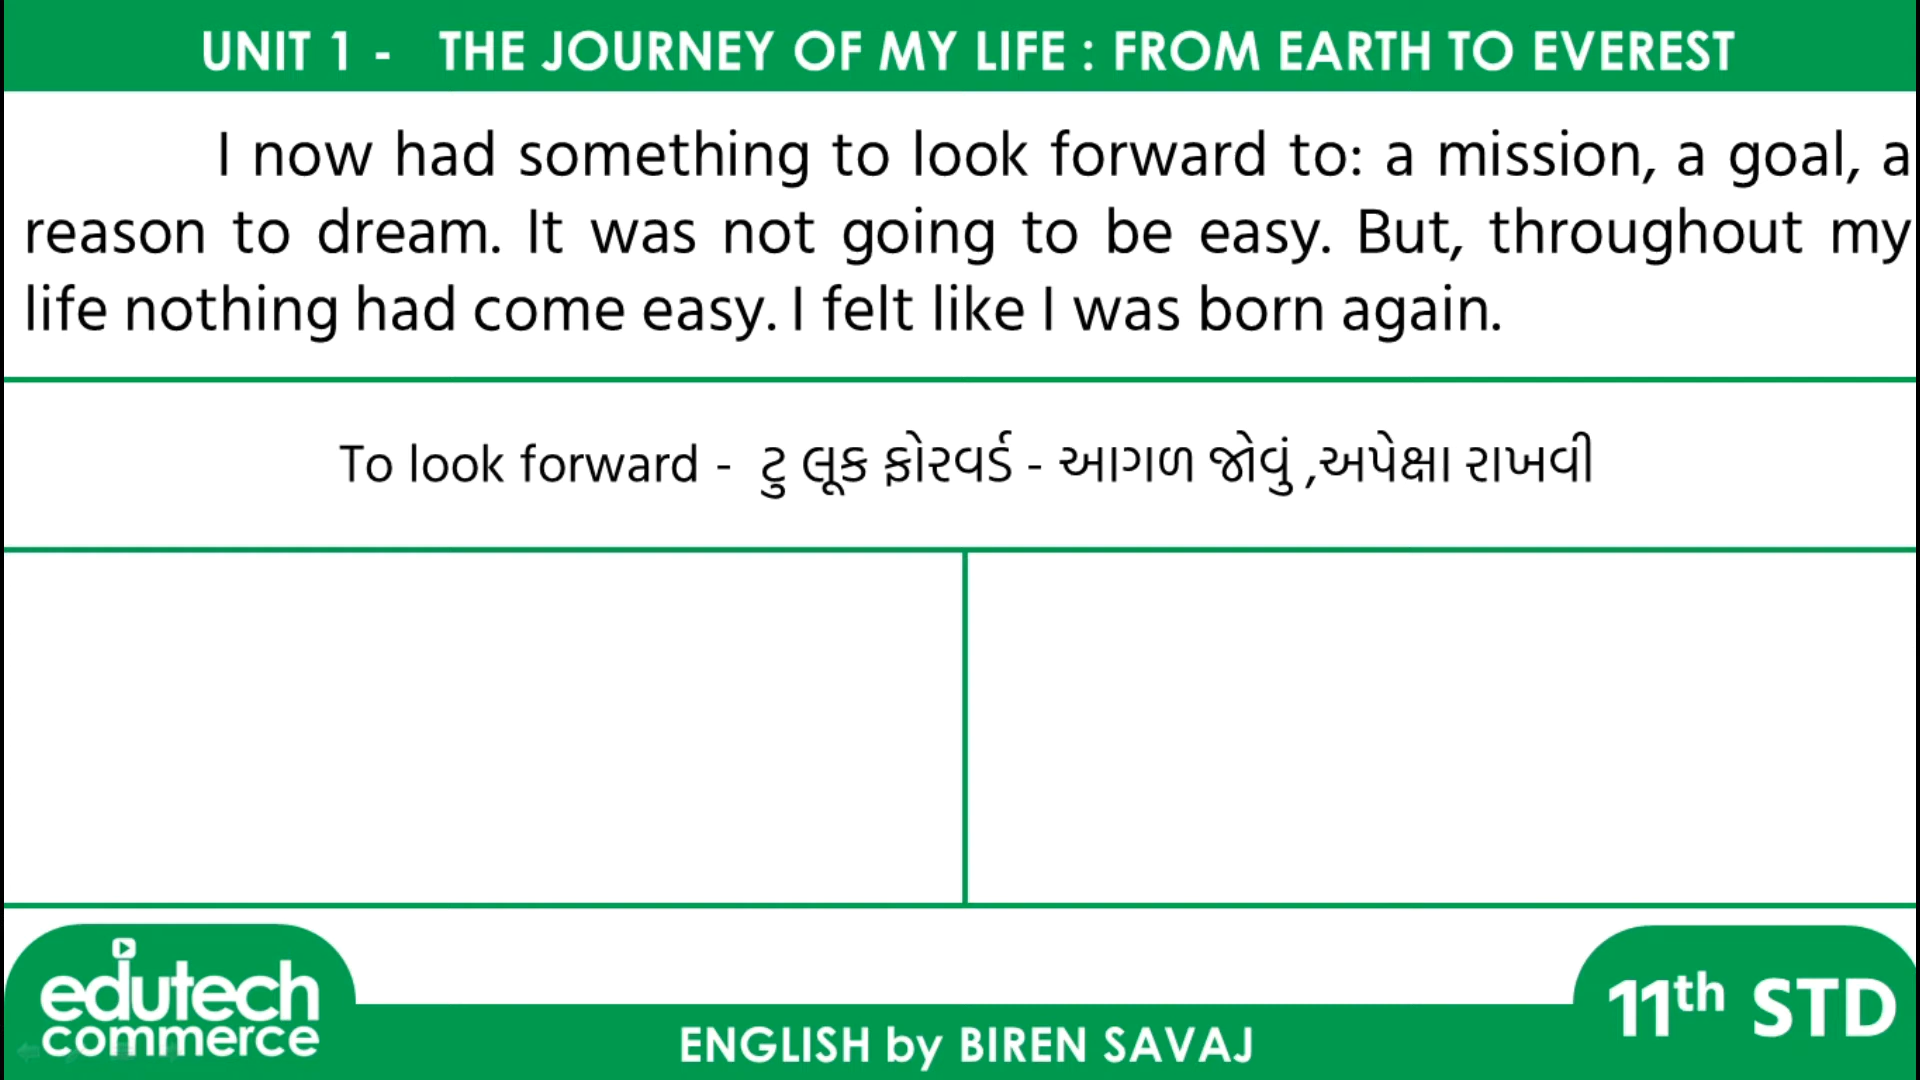 UNIT 1 - THE JOURNEY OF MY LIFE : FROM EARTH TO EVEREST
I now had something to look forward to: a mission, a goal, a
reason to dream. It was not going to be easy. But, throughout my
life nothing had come easy. I felt like I was born again.
To look forward - ટુ લૂક ફોરવર્ડ - આગળ જોવું ,અપેક્ષા રાખવી
edutech
commerce
ENGLISH by BIREN SAVAJ
11th STD